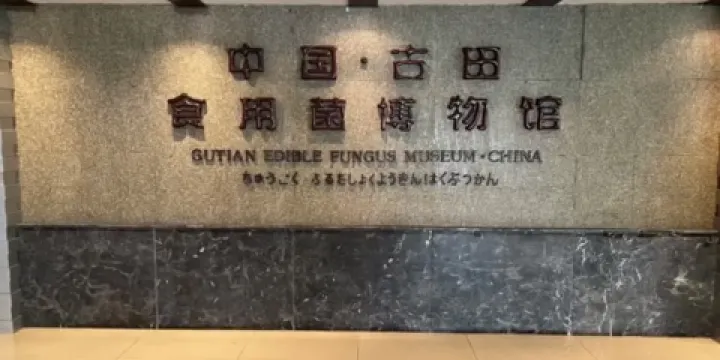 中国·古田
食用菌博物馆
GUTIAN EDIBLE FUNGUS MUSEUM·CHINA
ちゅうごく ふるたしょくようきんはくぶつかん